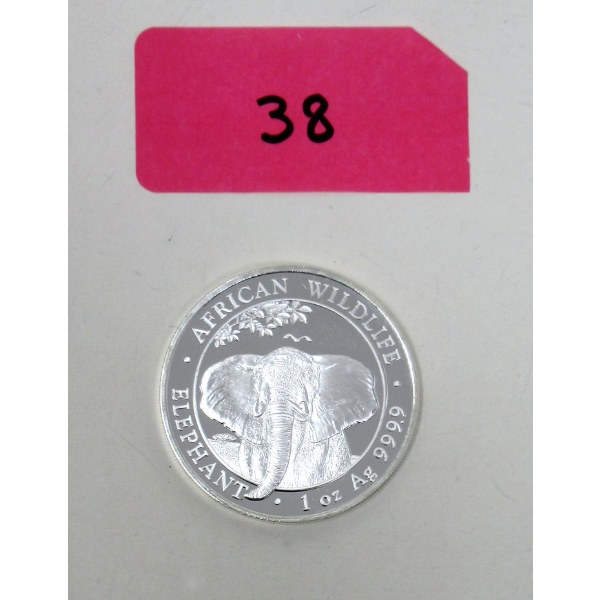 38
· AFRICAN WILDLIFE ·
ELEPHANT · 1 oz Ag 999.9